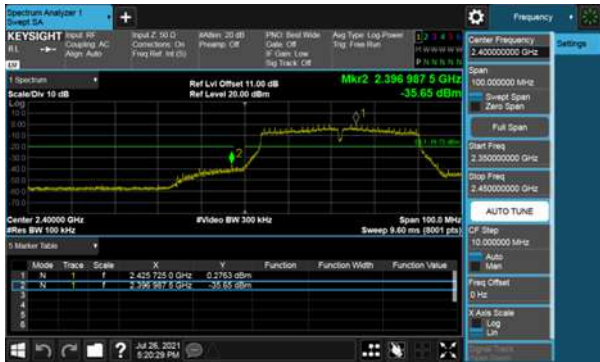 Spectrum Analyzer 1
Swept SA
+
Frequency
KEYSIGHT
Input: RF
Coupling: AC
Align: Auto
Input Z: 50 Ω
Corrections: On
Freq Ref: Int (S)
#Atten: 20 dB
Preamp: Off
PNO: Best Wide
Gate: Off
IF Gain: Low
Sig Track: Off
Avg Type: Log-Power
Trig: Free Run
Center Frequency
2.400000000 GHz
Settings
Span
100.000000 MHz
Swept Span
Zero Span
Full Span
Start Freq
2.350000000 GHz
Stop Freq
2.450000000 GHz
AUTO TUNE
CF Step
10.000000 MHz
Auto
Man
Freq Offset
0 Hz
X Axis Scale
Log
Lin
1 Spectrum
Scale/Div 10 dB
Log
Ref Lvl Offset 11.00 dB
Ref Level 20.00 dBm
Mkr2 2.396 987 5 GHz
-35.65 dBm
1
2
Center 2.40000 GHz
#Res BW 100 kHz
#Video BW 300 kHz
Span 100.0 MHz
Sweep 9.60 ms (8001 pts)
5 Marker Table
Mode Trace Scale X Y Function Function Width Function Value
1 N 1 f 2.425 725 0 GHz 0.2763 dBm
2 N 1 f 2.396 987 5 GHz -35.65 dBm
3
4
5
6
?
Jul 26, 2021
5:20:29 PM